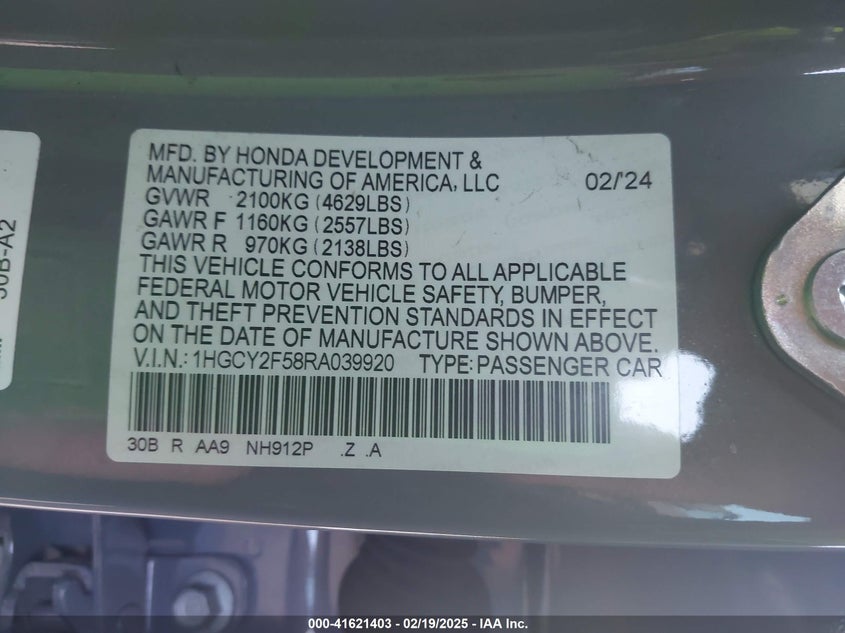 MFD. BY HONDA DEVELOPMENT &
MANUFACTURING OF AMERICA, LLC 02/'24
GVWR 2100KG (4629LBS)
GAWR F 1160KG (2557LBS)
GAWR R 970KG (2138LBS)
THIS VEHICLE CONFORMS TO ALL APPLICABLE
FEDERAL MOTOR VEHICLE SAFETY, BUMPER,
AND THEFT PREVENTION STANDARDS IN EFFECT
ON THE DATE OF MANUFACTURE SHOWN ABOVE.
V.I.N.: 1HGCY2F58RA039920 TYPE: PASSENGER CAR
30B R AA9 NH912P .Z .A
30B-A2
000-41621403 - 02/19/2025 - IAA Inc.